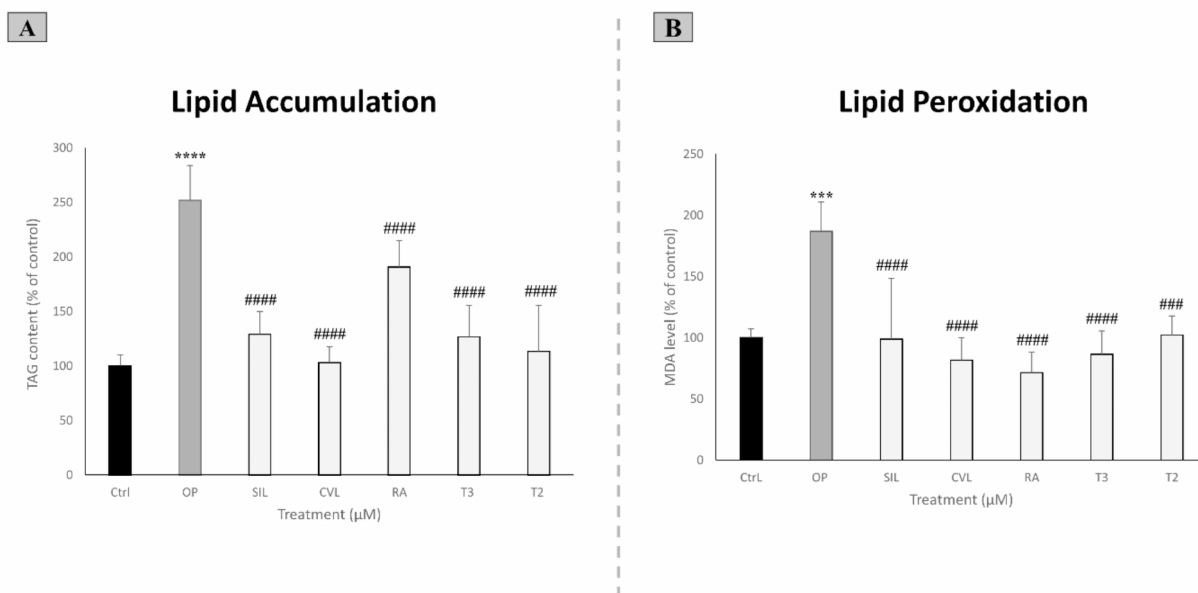 A
Lipid Accumulation
TAG content (% of control)
300
250
200
150
100
50
0
****
####
####
####
####
####
Ctrl OP SIL CVL RA T3 T2
Treatment (μM)
B
Lipid Peroxidation
MDA level (% of control)
250
200
150
100
50
0
***
####
####
####
####
###
CtrL OP SIL CVL RA T3 T2
Treatment (μM)